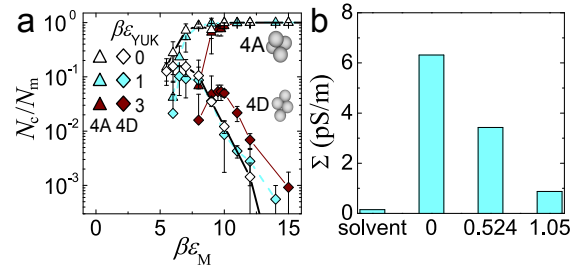 a
βε_YUK
0
1
3
4A 4D
4A
4D
N_c/N_m
10^0
10^-1
10^-2
10^-3
0 5 10 15
βε_M
b
Σ (pS/m)
8
6
4
2
0
solvent 0 0.524 1.05